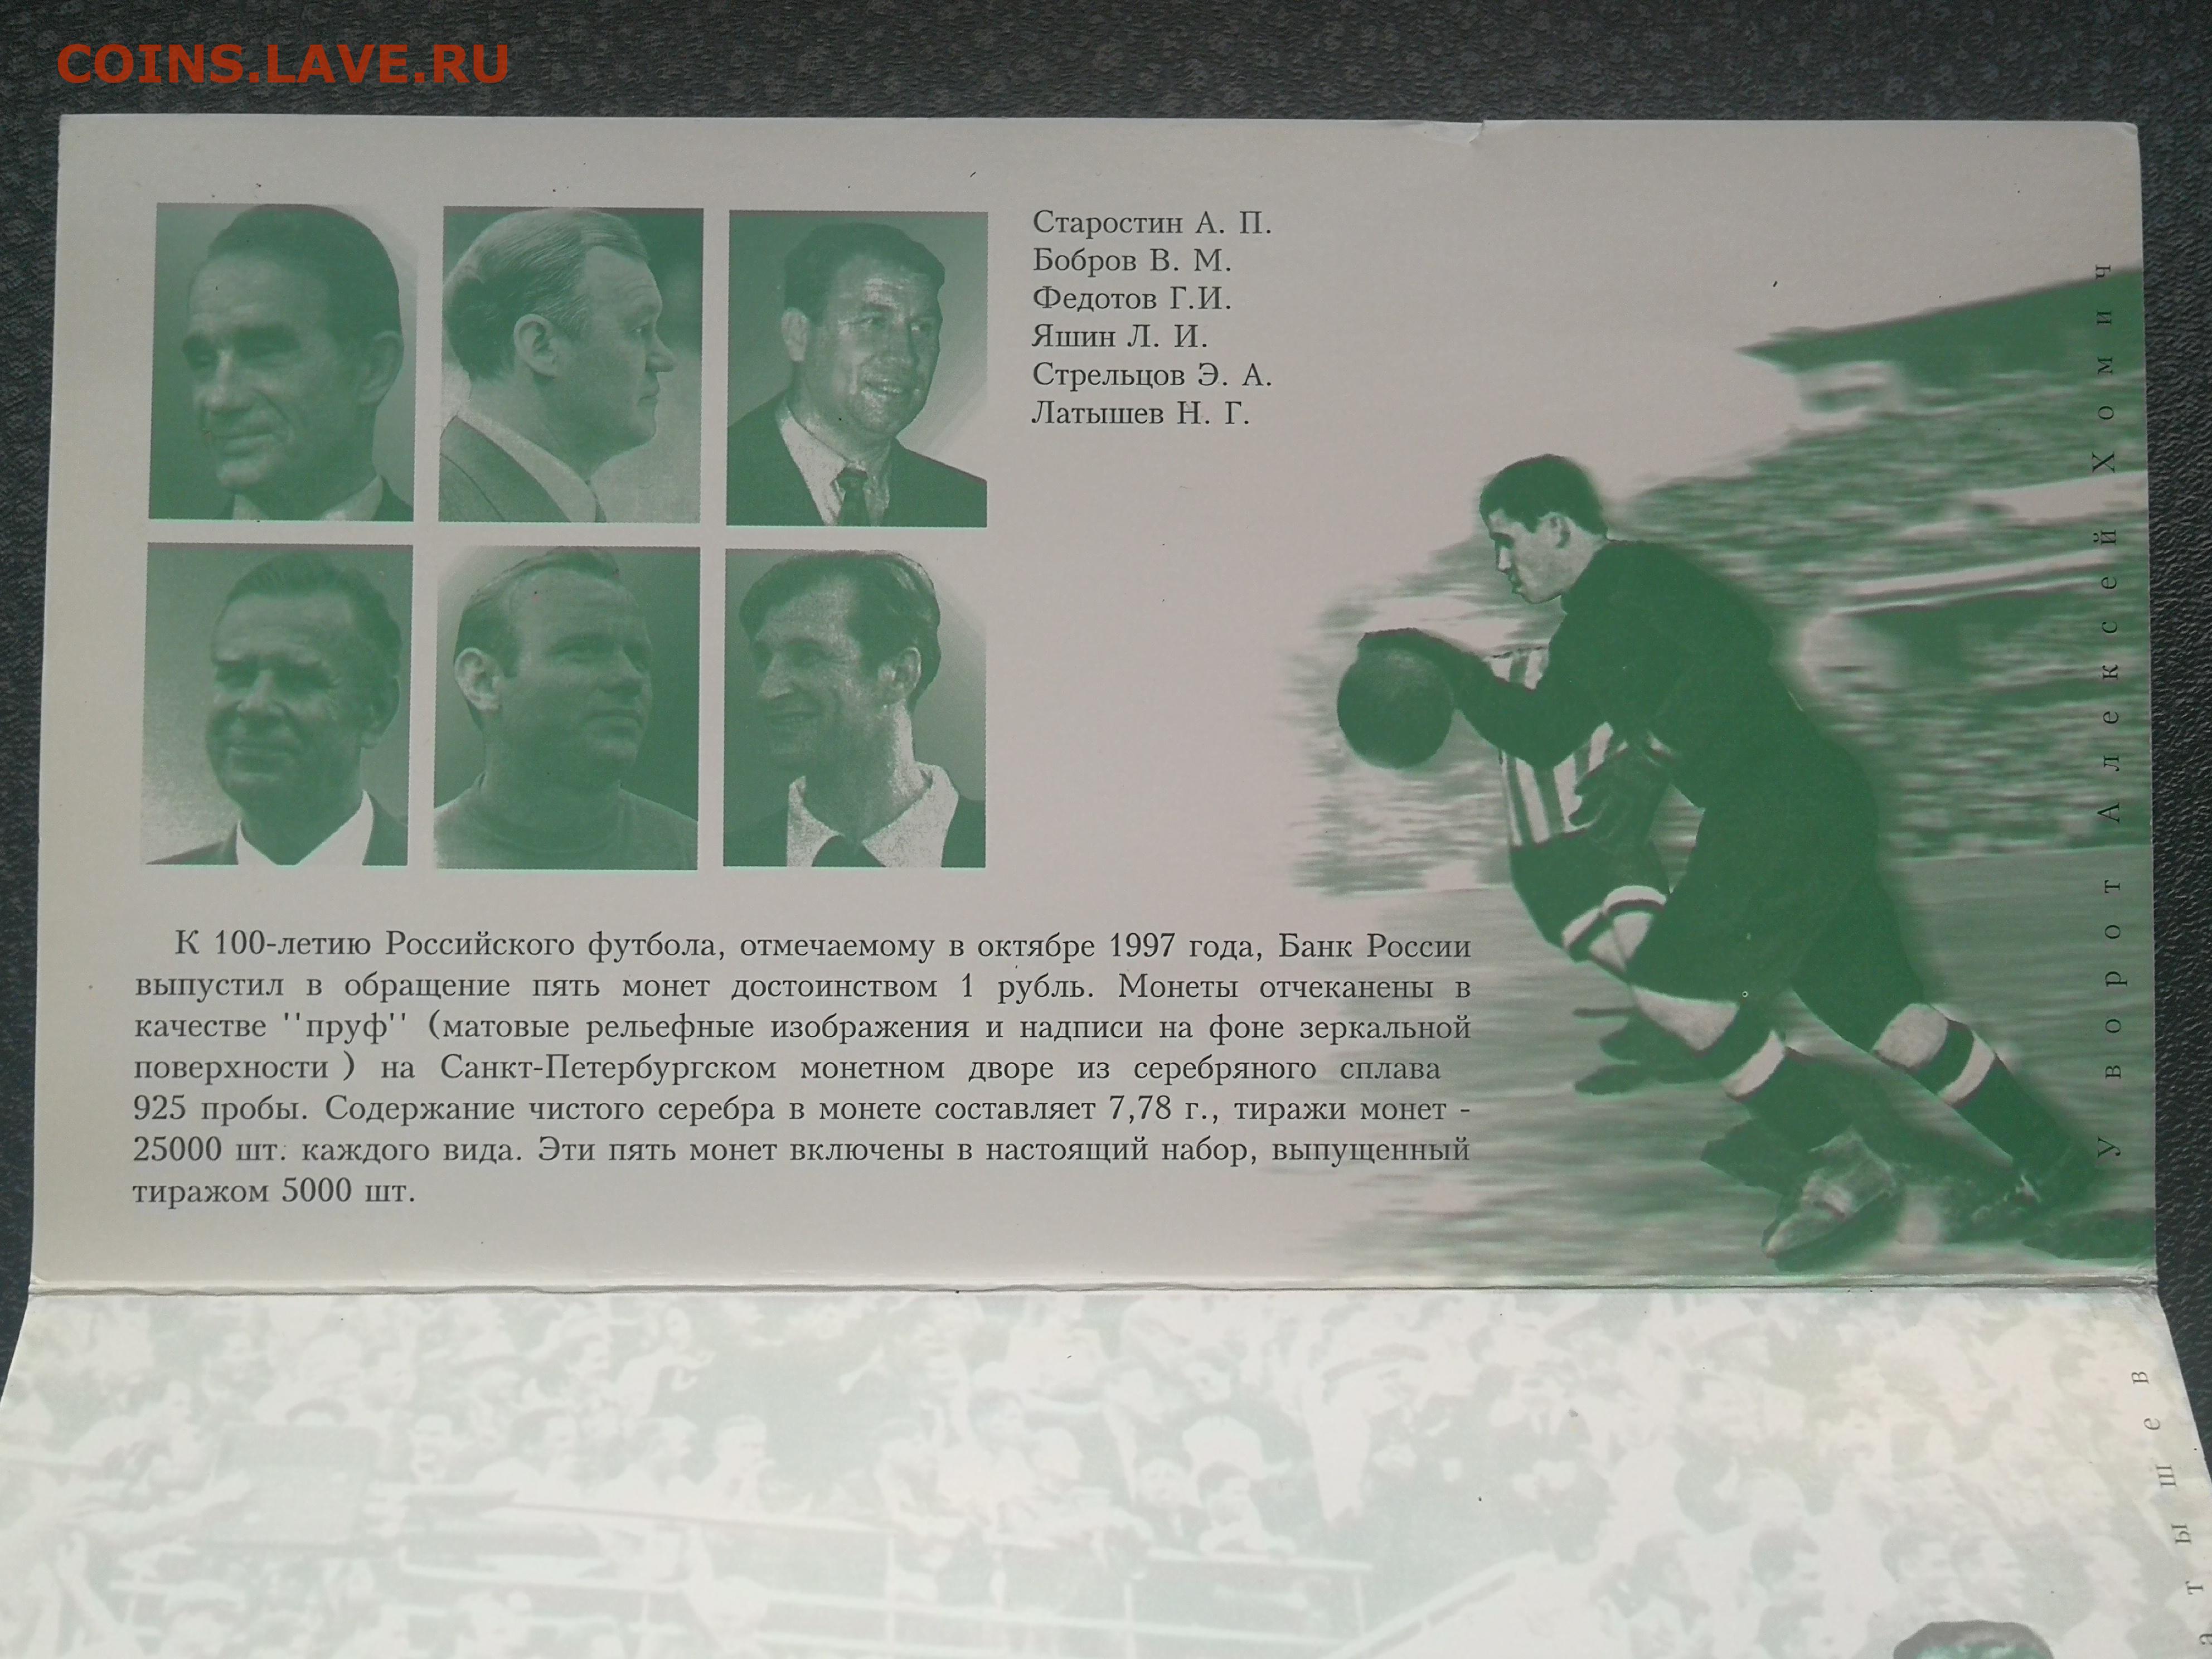 COINS.LAVE.RU
Старостин А. П.
Бобров В. М.
Федотов Г.И.
Яшин Л. И.
Стрельцов Э. А.
Латышев Н. Г.
У ворот Алексей Хомич
К 100-летию Российского футбола, отмечаемому в октябре 1997 года, Банк России
выпустил в обращение пять монет достоинством 1 рубль. Монеты отчеканены в
качестве ''пруф'' (матовые рельефные изображения и надписи на фоне зеркальной
поверхности ) на Санкт-Петербургском монетном дворе из серебряного сплава
925 пробы. Содержание чистого серебра в монете составляет 7,78 г., тиражи монет -
25000 шт. каждого вида. Эти пять монет включены в настоящий набор, выпущенный
тиражом 5000 шт.
атышев